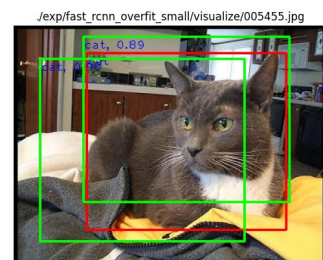 ./exp/fast_rcnn_overfit_small/visualize/005455.jpg
cat, 0.89
cat,